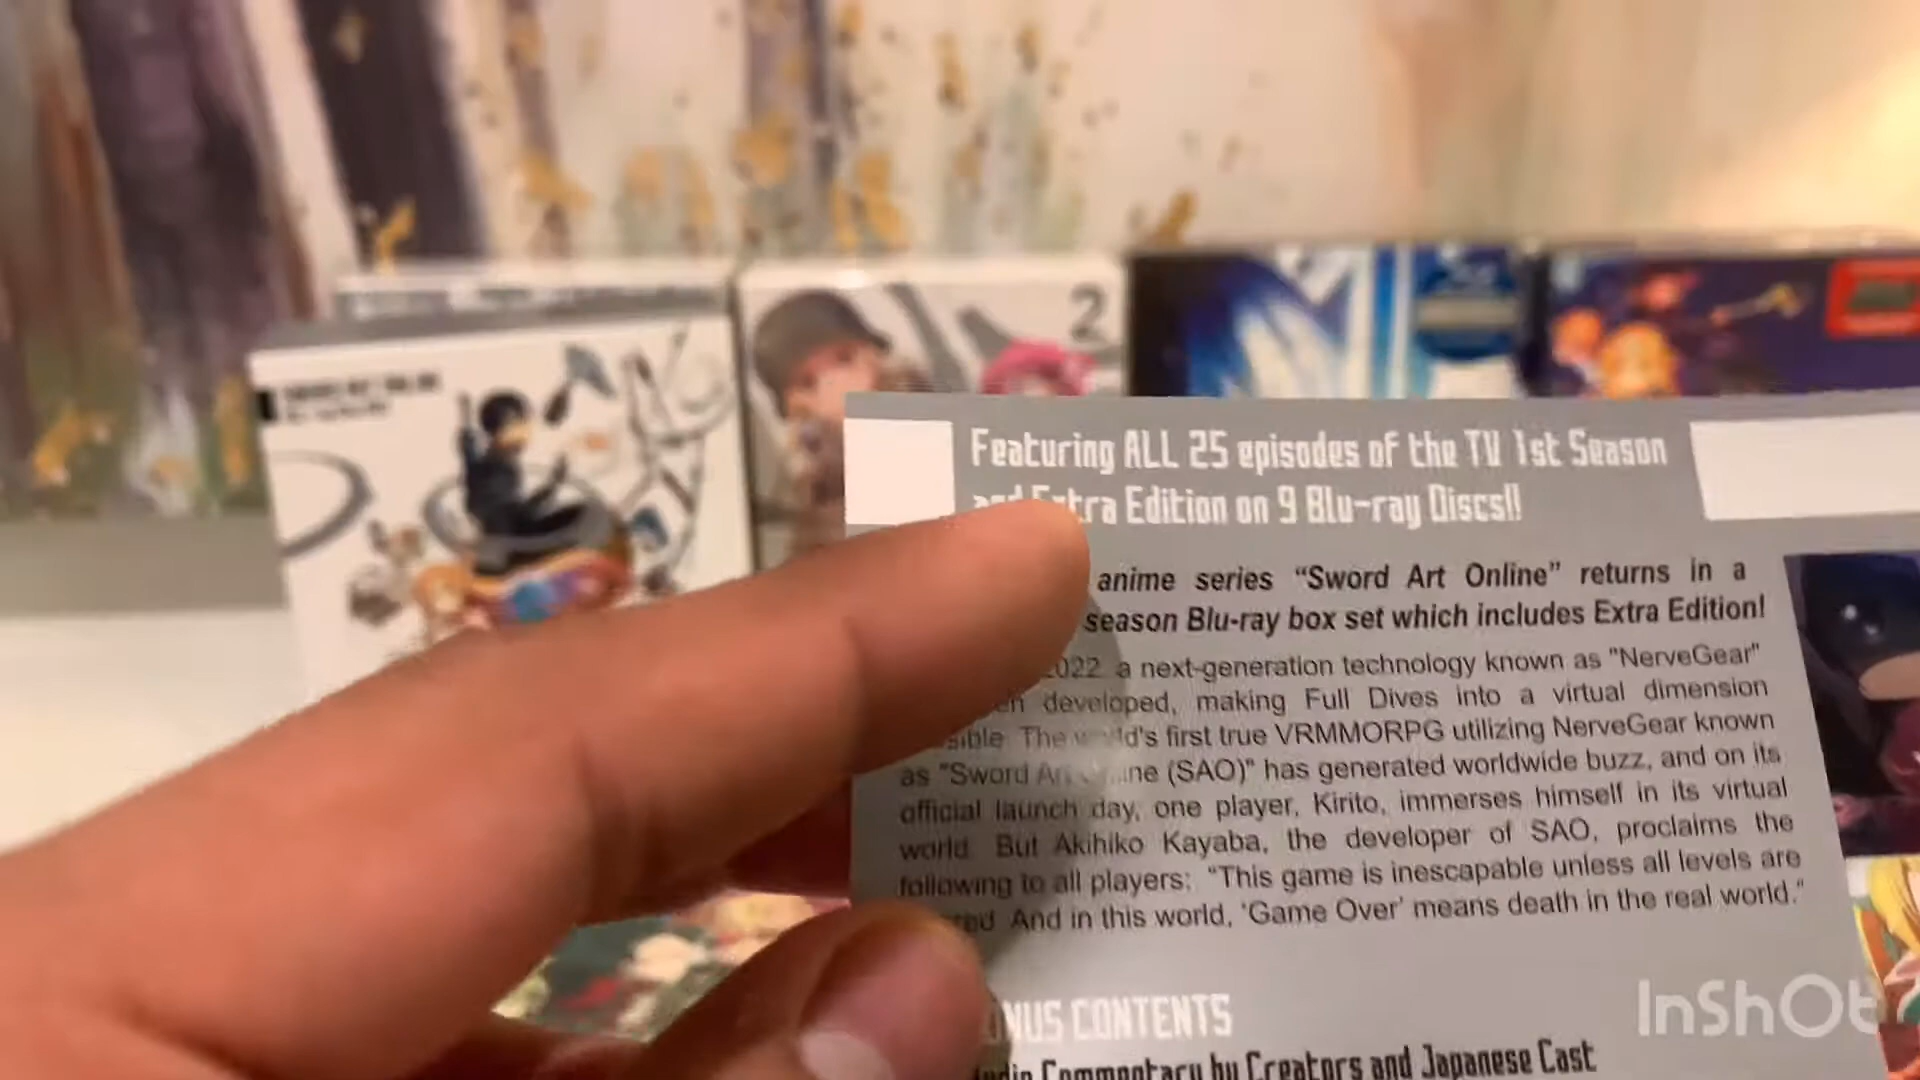 2
Featuring ALL 25 episodes of the TV 1st Season
and Extra Edition on 9 Blu-ray Discs!!
anime series “Sword Art Online” returns in a
season Blu-ray box set which includes Extra Edition!
2022 a next-generation technology known as "NerveGear"
developed, making Full Dives into a virtual dimension
The world's first true VRMMORPG utilizing NerveGear known
as "Sword Art Online (SAO)" has generated worldwide buzz, and on its
official launch day, one player, Kirito, immerses himself in its virtual
world. But Akihiko Kayaba, the developer of SAO, proclaims the
following to all players: “This game is inescapable unless all levels are
And in this world, 'Game Over' means death in the real world.”
CONTENTS
Commentary by Creators and Japanese Cast
InShOt